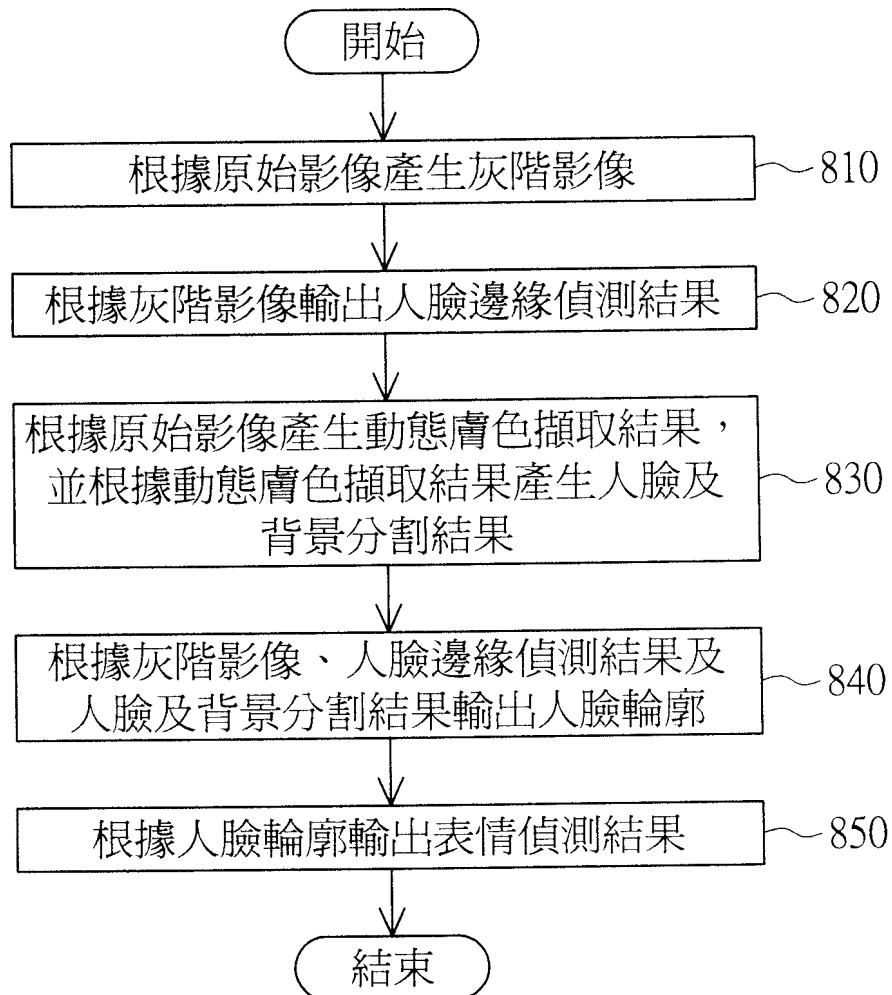 開始
根據原始影像產生灰階影像
810
根據灰階影像輸出人臉邊緣偵測結果
820
根據原始影像產生動態膚色擷取結果，
並根據動態膚色擷取結果產生人臉及
背景分割結果
830
根據灰階影像、人臉邊緣偵測結果及
人臉及背景分割結果輸出人臉輪廓
840
根據人臉輪廓輸出表情偵測結果
850
結束